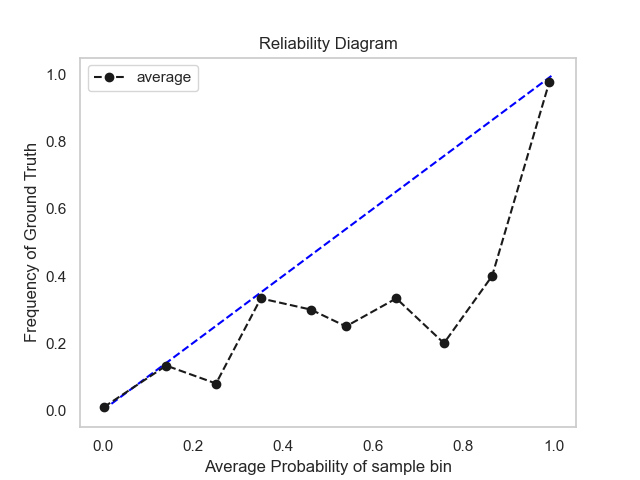 Reliability Diagram
average
Frequency of Ground Truth
1.0
0.8
0.6
0.4
0.2
0.0
0.0 0.2 0.4 0.6 0.8 1.0
Average Probability of sample bin